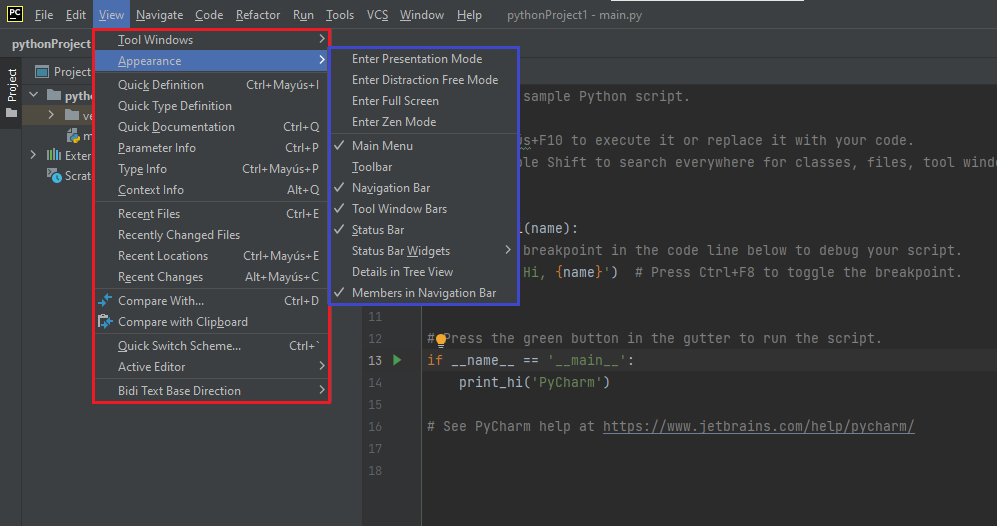 PC File Edit View Navigate Code Refactor Run Tools VCS Window Help pythonProject1 - main.py
pythonProject
Project
Project
Tool Windows
Appearance
Quick Definition Ctrl+Mayús+I
Quick Type Definition
Quick Documentation Ctrl+Q
Parameter Info Ctrl+P
Type Info Ctrl+Mayús+P
Context Info Alt+Q
Recent Files Ctrl+E
Recently Changed Files
Recent Locations Ctrl+Mayús+E
Recent Changes Alt+Mayús+C
Compare With... Ctrl+D
Compare with Clipboard
Quick Switch Scheme... Ctrl+`
Active Editor
Bidi Text Base Direction
Enter Presentation Mode
Enter Distraction Free Mode
Enter Full Screen
Enter Zen Mode
Main Menu
Toolbar
Navigation Bar
Tool Window Bars
Status Bar
Status Bar Widgets
Details in Tree View
Members in Navigation Bar
pytho
ve
m
Exter
Scrat
sample Python script.
ús+F10 to execute it or replace it with your code.
ble Shift to search everywhere for classes, files, tool windo
(name):
breakpoint in the code line below to debug your script.
Hi, {name}') # Press Ctrl+F8 to toggle the breakpoint.
11
12 # Press the green button in the gutter to run the script.
13 if __name__ == '__main__':
14 print_hi('PyCharm')
15
16 # See PyCharm help at https://www.jetbrains.com/help/pycharm/
17
18